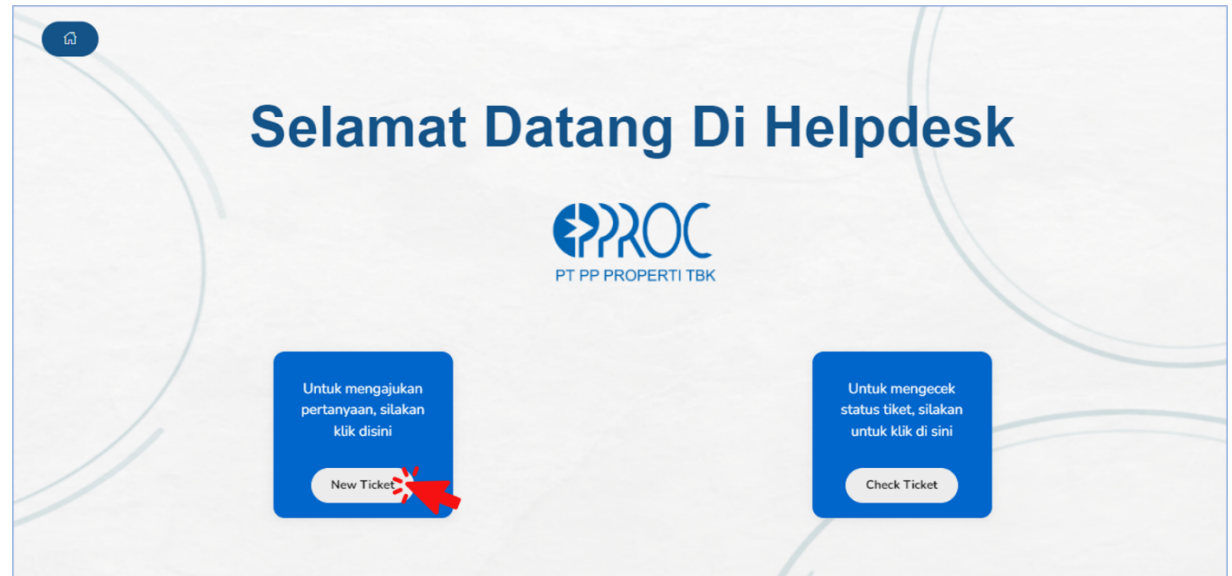 Selamat Datang Di Helpdesk
PPROC
PT PP PROPERTI TBK
Untuk mengajukan
pertanyaan, silakan
klik disini
New Ticket
Untuk mengecek
status tiket, silakan
untuk klik di sini
Check Ticket